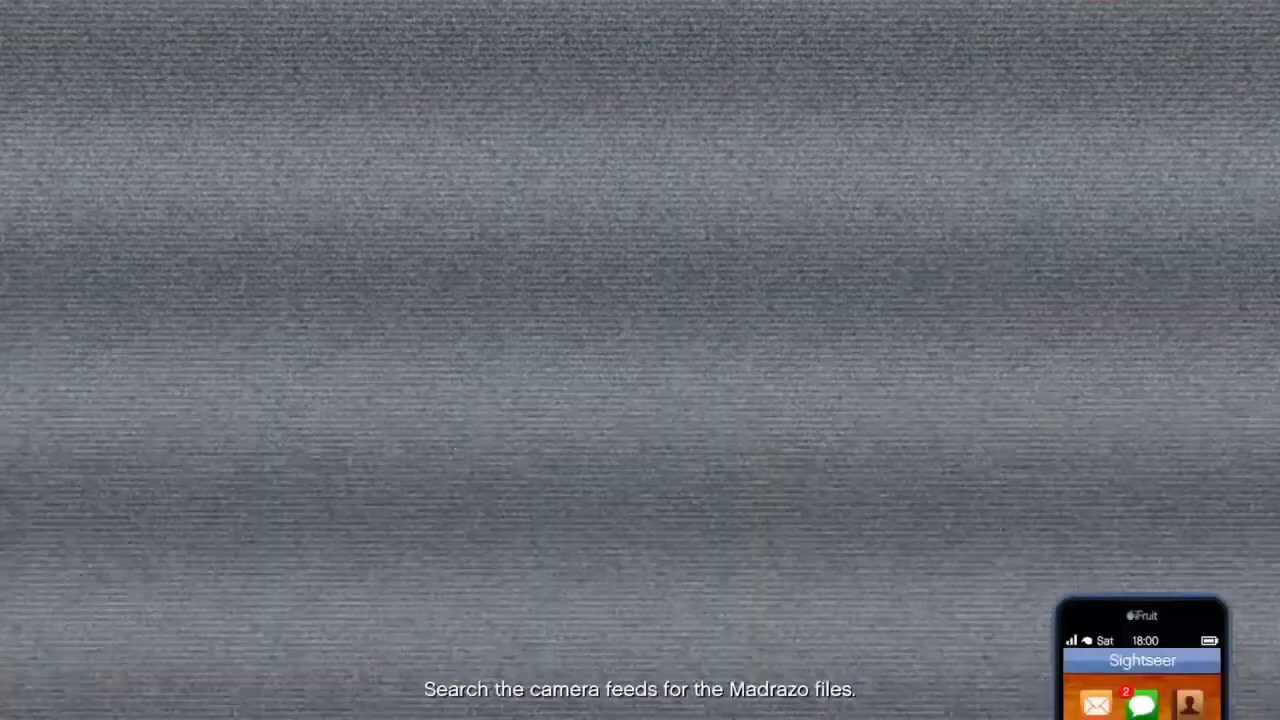 iFruit
Sat 18:00
Sightseer
2
Search the camera feeds for the Madrazo files.